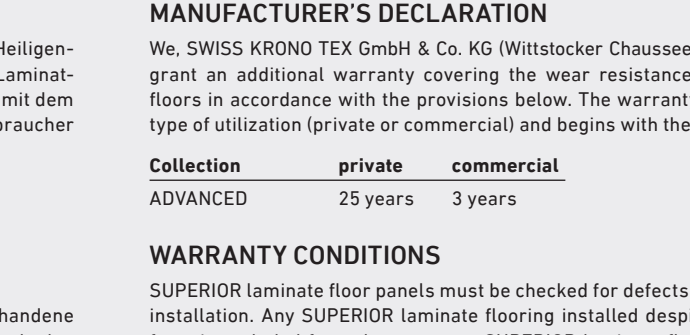 Heiligen-
Laminat-
mit dem
braucher
handene
MANUFACTURER'S DECLARATION
We, SWISS KRONO TEX GmbH & Co. KG (Wittstocker Chaussee
grant an additional warranty covering the wear resistance
floors in accordance with the provisions below. The warranty
type of utilization (private or commercial) and begins with the
Collection private commercial
ADVANCED 25 years 3 years
WARRANTY CONDITIONS
SUPERIOR laminate floor panels must be checked for defects
installation. Any SUPERIOR laminate flooring installed desp